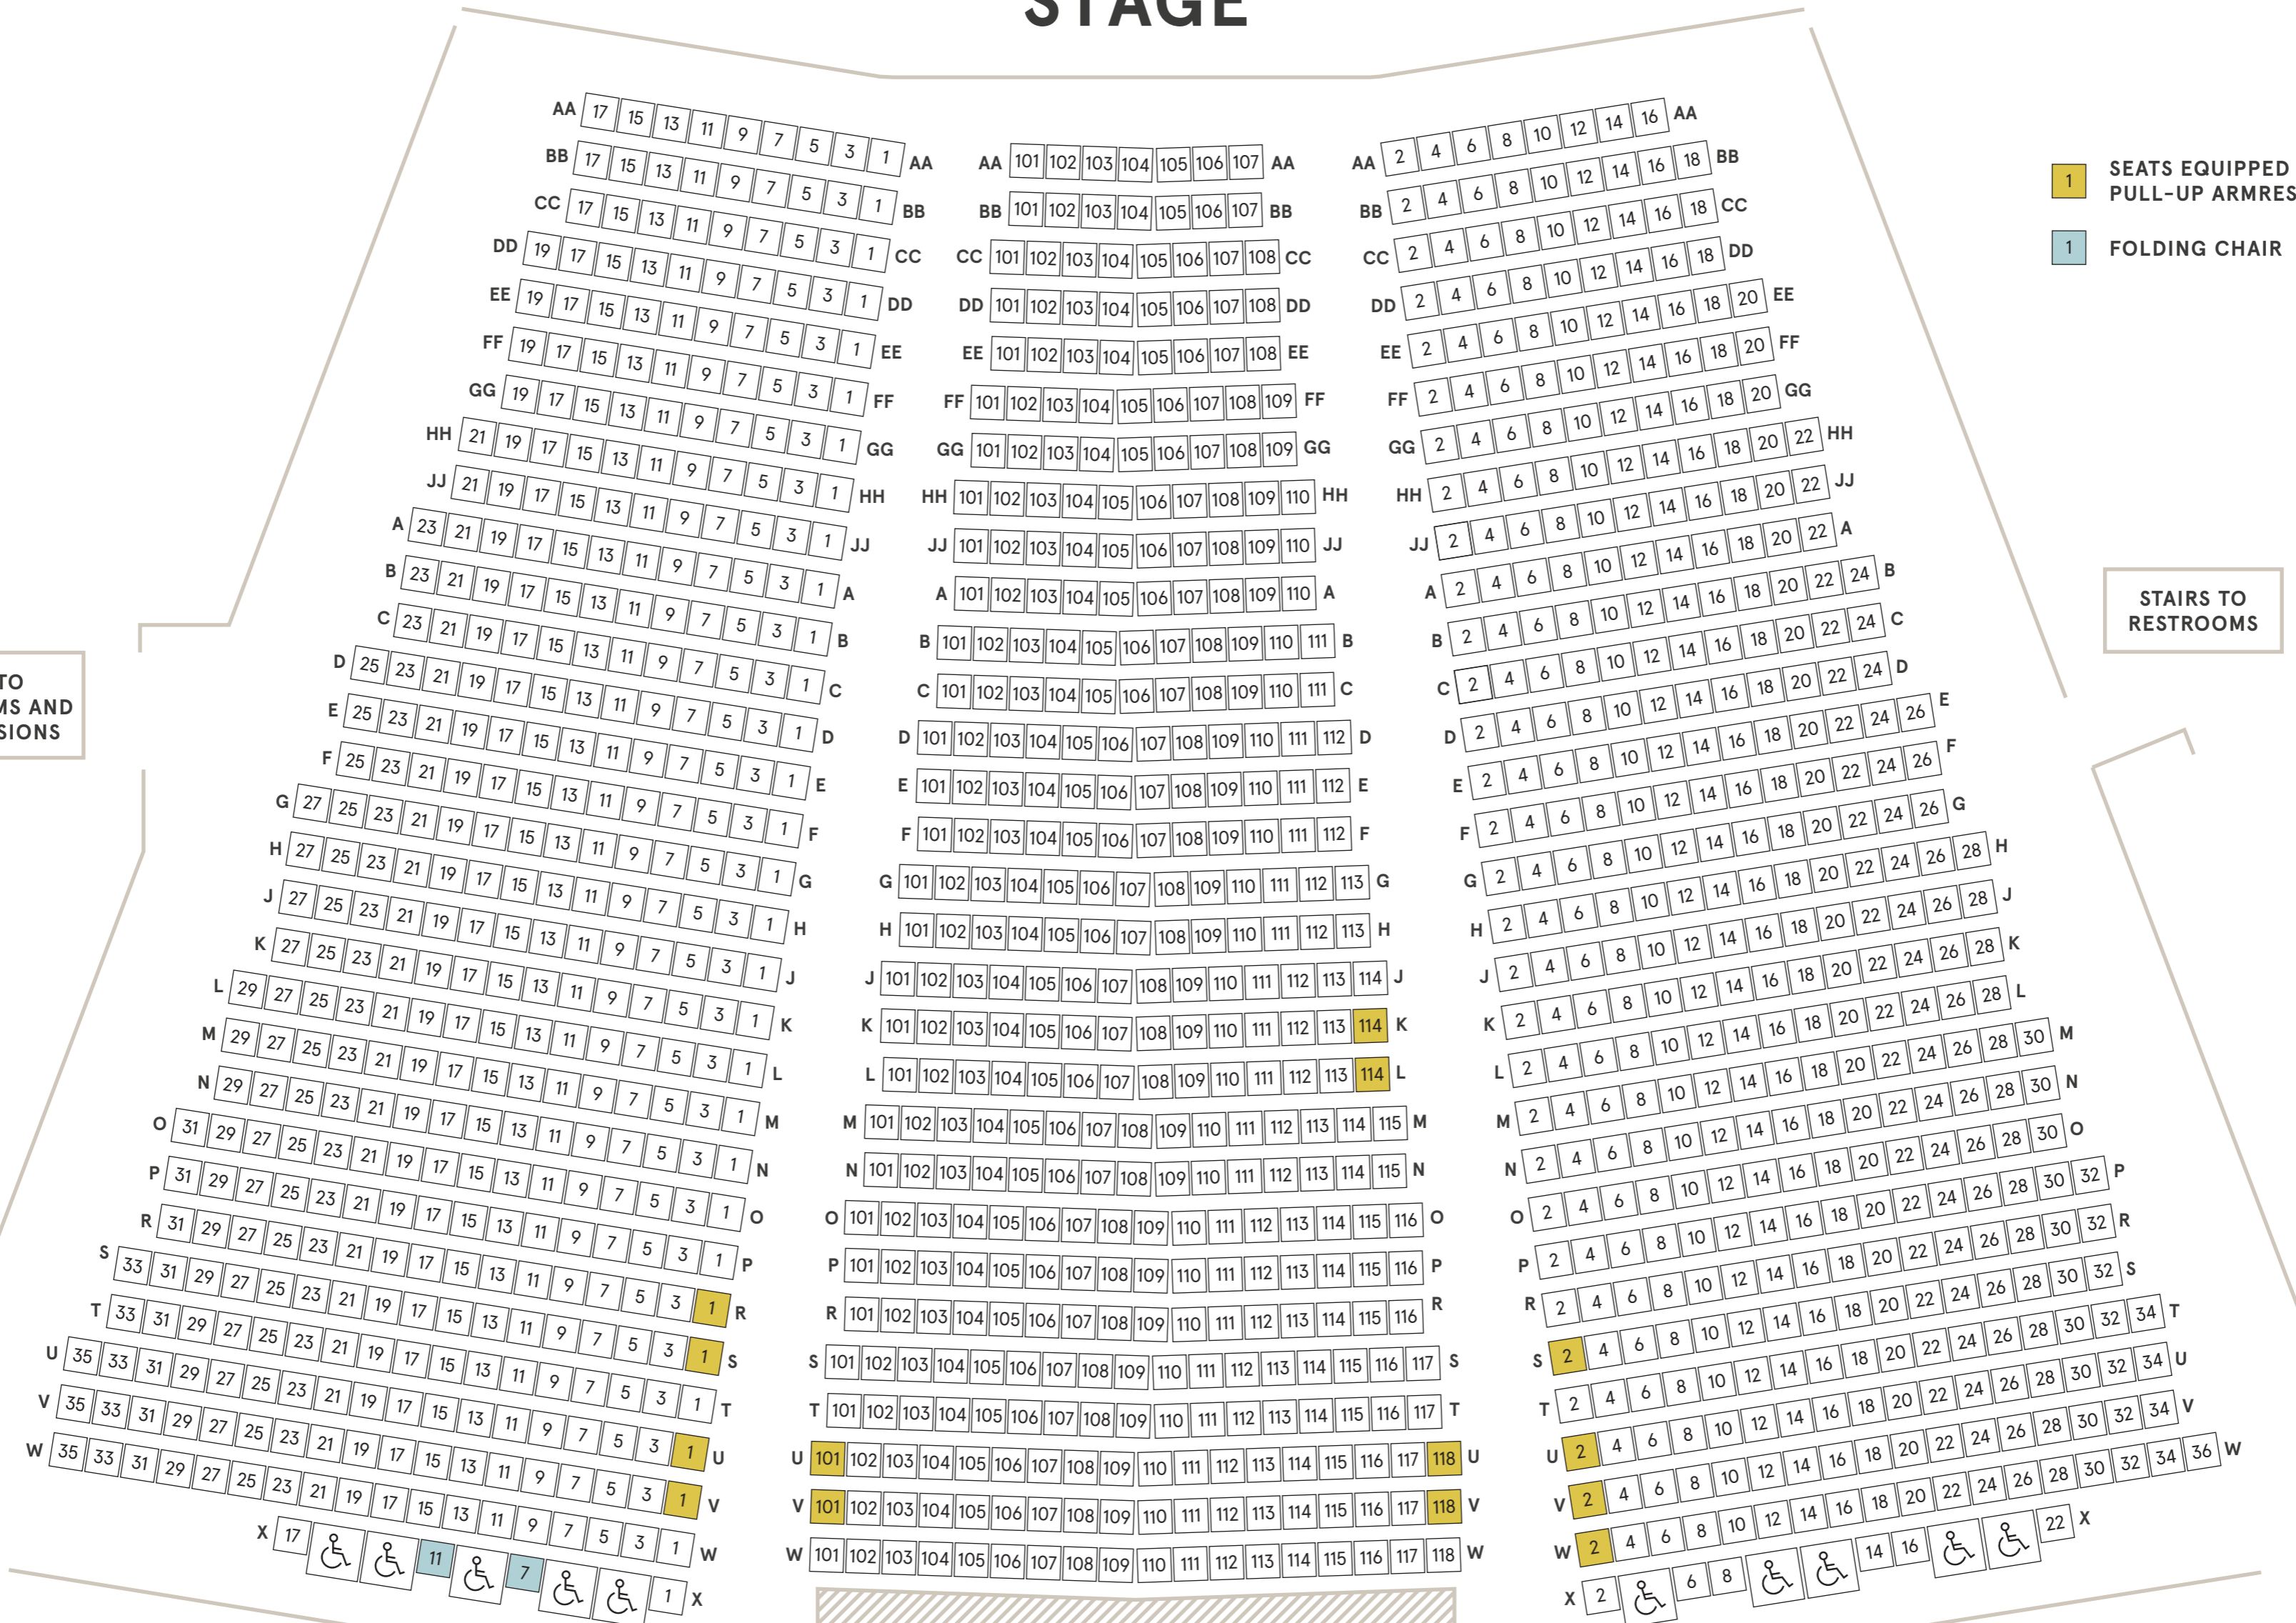 STAGE
AA 17 15 13 11 9 7 5 3 1 AA
BB 17 15 13 11 9 7 5 3 1 BB
CC 17 15 13 11 9 7 5 3 1 CC
DD 19 17 15 13 11 9 7 5 3 1 DD
EE 19 17 15 13 11 9 7 5 3 1 EE
FF 19 17 15 13 11 9 7 5 3 1 FF
GG 19 17 15 13 11 9 7 5 3 1 GG
HH 21 19 17 15 13 11 9 7 5 3 1 HH
JJ 21 19 17 15 13 11 9 7 5 3 1 JJ
A 23 21 19 17 15 13 11 9 7 5 3 1 A
B 23 21 19 17 15 13 11 9 7 5 3 1 B
C 23 21 19 17 15 13 11 9 7 5 3 1 C
D 25 23 21 19 17 15 13 11 9 7 5 3 1 D
E 25 23 21 19 17 15 13 11 9 7 5 3 1 E
F 25 23 21 19 17 15 13 11 9 7 5 3 1 F
G 27 25 23 21 19 17 15 13 11 9 7 5 3 1 G
H 27 25 23 21 19 17 15 13 11 9 7 5 3 1 H
J 27 25 23 21 19 17 15 13 11 9 7 5 3 1 J
K 27 25 23 21 19 17 15 13 11 9 7 5 3 1 K
L 29 27 25 23 21 19 17 15 13 11 9 7 5 3 1 L
M 29 27 25 23 21 19 17 15 13 11 9 7 5 3 1 M
N 29 27 25 23 21 19 17 15 13 11 9 7 5 3 1 N
O 31 29 27 25 23 21 19 17 15 13 11 9 7 5 3 1 O
P 31 29 27 25 23 21 19 17 15 13 11 9 7 5 3 1 P
R 31 29 27 25 23 21 19 17 15 13 11 9 7 5 3 1 R
S 33 31 29 27 25 23 21 19 17 15 13 11 9 7 5 3 1 S
T 33 31 29 27 25 23 21 19 17 15 13 11 9 7 5 3 1 T
U 35 33 31 29 27 25 23 21 19 17 15 13 11 9 7 5 3 1 U
V 35 33 31 29 27 25 23 21 19 17 15 13 11 9 7 5 3 1 V
W 35 33 31 29 27 25 23 21 19 17 15 13 11 9 7 5 3 1 W
X 17 11 7 1 X
AA 101 102 103 104 105 106 107 AA
BB 101 102 103 104 105 106 107 BB
CC 101 102 103 104 105 106 107 108 CC
DD 101 102 103 104 105 106 107 108 DD
EE 101 102 103 104 105 106 107 108 EE
FF 101 102 103 104 105 106 107 108 109 FF
GG 101 102 103 104 105 106 107 108 109 GG
HH 101 102 103 104 105 106 107 108 109 110 HH
JJ 101 102 103 104 105 106 107 108 109 110 JJ
A 101 102 103 104 105 106 107 108 109 110 A
B 101 102 103 104 105 106 107 108 109 110 111 B
C 101 102 103 104 105 106 107 108 109 110 111 C
D 101 102 103 104 105 106 107 108 109 110 111 112 D
E 101 102 103 104 105 106 107 108 109 110 111 112 E
F 101 102 103 104 105 106 107 108 109 110 111 112 F
G 101 102 103 104 105 106 107 108 109 110 111 112 113 G
H 101 102 103 104 105 106 107 108 109 110 111 112 113 H
J 101 102 103 104 105 106 107 108 109 110 111 112 113 114 J
K 101 102 103 104 105 106 107 108 109 110 111 112 113 114 K
L 101 102 103 104 105 106 107 108 109 110 111 112 113 114 L
M 101 102 103 104 105 106 107 108 109 110 111 112 113 114 115 M
N 101 102 103 104 105 106 107 108 109 110 111 112 113 114 115 N
O 101 102 103 104 105 106 107 108 109 110 111 112 113 114 115 116 O
P 101 102 103 104 105 106 107 108 109 110 111 112 113 114 115 116 P
R 101 102 103 104 105 106 107 108 109 110 111 112 113 114 115 116 R
S 101 102 103 104 105 106 107 108 109 110 111 112 113 114 115 116 117 S
T 101 102 103 104 105 106 107 108 109 110 111 112 113 114 115 116 117 T
U 101 102 103 104 105 106 107 108 109 110 111 112 113 114 115 116 117 118 U
V 101 102 103 104 105 106 107 108 109 110 111 112 113 114 115 116 117 118 V
W 101 102 103 104 105 106 107 108 109 110 111 112 113 114 115 116 117 118 W
AA 2 4 6 8 10 12 14 16 AA
BB 2 4 6 8 10 12 14 16 18 BB
CC 2 4 6 8 10 12 14 16 18 CC
DD 2 4 6 8 10 12 14 16 18 DD
EE 2 4 6 8 10 12 14 16 18 20 EE
FF 2 4 6 8 10 12 14 16 18 20 FF
GG 2 4 6 8 10 12 14 16 18 20 GG
HH 2 4 6 8 10 12 14 16 18 20 22 HH
JJ 2 4 6 8 10 12 14 16 18 20 22 JJ
A 2 4 6 8 10 12 14 16 18 20 22 A
B 2 4 6 8 10 12 14 16 18 20 22 24 B
C 2 4 6 8 10 12 14 16 18 20 22 24 C
D 2 4 6 8 10 12 14 16 18 20 22 24 D
E 2 4 6 8 10 12 14 16 18 20 22 24 26 E
F 2 4 6 8 10 12 14 16 18 20 22 24 26 F
G 2 4 6 8 10 12 14 16 18 20 22 24 26 G
H 2 4 6 8 10 12 14 16 18 20 22 24 26 28 H
J 2 4 6 8 10 12 14 16 18 20 22 24 26 28 J
K 2 4 6 8 10 12 14 16 18 20 22 24 26 28 K
L 2 4 6 8 10 12 14 16 18 20 22 24 26 28 L
M 2 4 6 8 10 12 14 16 18 20 22 24 26 28 30 M
N 2 4 6 8 10 12 14 16 18 20 22 24 26 28 30 N
O 2 4 6 8 10 12 14 16 18 20 22 24 26 28 30 O
P 2 4 6 8 10 12 14 16 18 20 22 24 26 28 30 32 P
R 2 4 6 8 10 12 14 16 18 20 22 24 26 28 30 32 R
S 2 4 6 8 10 12 14 16 18 20 22 24 26 28 30 32 S
T 2 4 6 8 10 12 14 16 18 20 22 24 26 28 30 32 34 T
U 2 4 6 8 10 12 14 16 18 20 22 24 26 28 30 32 34 U
V 2 4 6 8 10 12 14 16 18 20 22 24 26 28 30 32 34 V
W 2 4 6 8 10 12 14 16 18 20 22 24 26 28 30 32 34 36 W
X 2 6 8 14 16 22 X
1 SEATS EQUIPPED
PULL-UP ARMRES
1 FOLDING CHAIR
STAIRS TO
RESTROOMS
TO
MS AND
SIONS